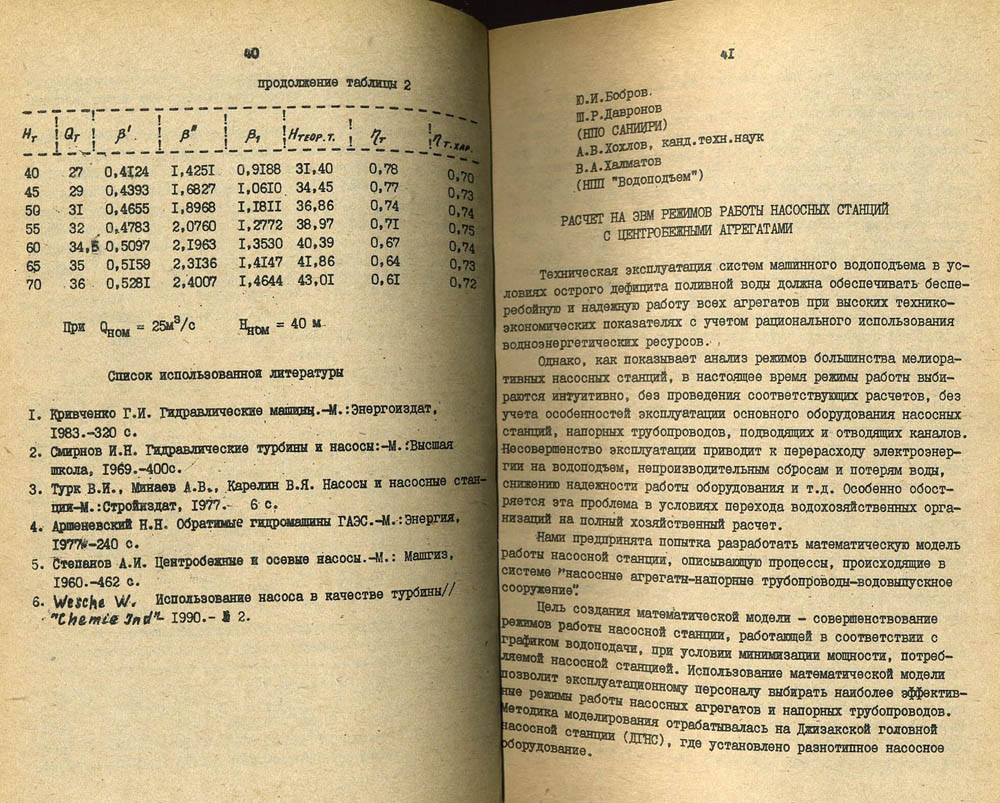 40
продолжение таблицы 2
Hт Qт β' β" β₁ Hтеор.т. ηт ηт.хар.
40 27 0,4124 1,4251 0,9188 31,40 0,78 0,70
45 29 0,4393 1,6827 1,0610 34,45 0,77 0,73
50 31 0,4655 1,8968 1,1811 36,86 0,74 0,74
55 32 0,4783 2,0760 1,2772 38,97 0,71 0,75
60 34,5 0,5097 2,1963 1,3530 40,39 0,67 0,74
65 35 0,5159 2,3136 1,4147 41,86 0,64 0,73
70 36 0,5281 2,4007 1,4644 43,01 0,61 0,72
При Qном = 25м³/с Hном = 40 м
Список использованной литературы
1. Кривченко Г.И. Гидравлические машины.-М.:Энергоиздат,
1983.-320 с.
2. Смирнов И.Н. Гидравлические турбины и насосы:-М.:Высшая
школа, 1969.-400с.
3. Турк В.И., Минаев А.В., Карелин В.Я. Насосы и насосные стан-
ции-М.:Стройиздат, 1977.- 6 с.
4. Аршеневский Н.Н. Обратимые гидромашины ГАЭС.-М.:Энергия,
1977-240 с.
5. Степанов А.И. Центробежные и осевые насосы.-М.: Машгиз,
1960.-462 с.
6. Wesche W. Использование насоса в качестве турбины//
"Chemie Ind"- 1990.- 2.
41
Ю.И.Бобров.
Ш.Р.Давронов
(НПО САНИИРИ)
А.В.Хохлов, канд.техн.наук
В.А.Халматов
(НПП "Водоподъем")
РАСЧЕТ НА ЭВМ РЕЖИМОВ РАБОТЫ НАСОСНЫХ СТАНЦИЙ
С ЦЕНТРОБЕЖНЫМИ АГРЕГАТАМИ
Техническая эксплуатация систем машинного водоподъема в ус-
ловиях острого дефицита поливной воды должна обеспечивать беспе-
ребойную и надежную работу всех агрегатов при высоких технико-
экономических показателях с учетом рационального использования
водноэнергетических ресурсов.
Однако, как показывает анализ режимов большинства мелиора-
тивных насосных станций, в настоящее время режимы работы выби-
раются интуитивно, без проведения соответствующих расчетов, без
учета особенностей эксплуатации основного оборудования насосных
станций, напорных трубопроводов, подводящих и отводящих каналов.
Несовершенство эксплуатации приводит к перерасходу электроэнер-
гии на водоподъем, непроизводительным сбросам и потерям воды,
снижению надежности работы оборудования и т.д. Особенно обост-
ряется эта проблема в условиях перехода водохозяйственных орга-
низаций на полный хозяйственный расчет.
Нами предпринята попытка разработать математическую модель
работы насосной станции, описывающую процессы, происходящие в
системе "насосные агрегаты-напорные трубопроводы-водовыпускное
сооружение".
Цель создания математической модели - совершенствование
режимов работы насосной станции, работающей в соответствии с
графиком водоподачи, при условии минимизации мощности, потреб-
ляемой насосной станцией. Использование математической модели
позволит эксплуатационному персоналу выбирать наиболее эффектив-
ные режимы работы насосных агрегатов и напорных трубопроводов.
Методика моделирования отрабатывалась на Джизакской головной
насосной станции (ДГНС), где установлено разнотипное насосное
оборудование.